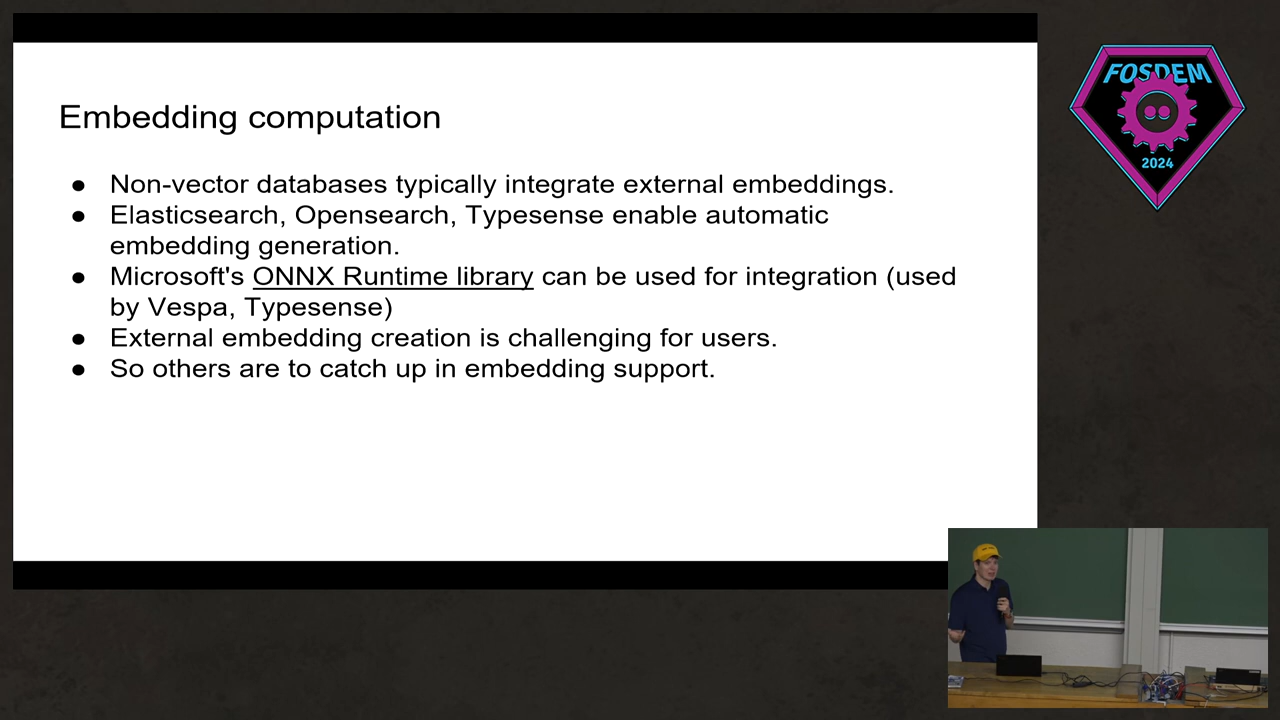 Embedding computation
● Non-vector databases typically integrate external embeddings.
● Elasticsearch, Opensearch, Typesense enable automatic
embedding generation.
● Microsoft's ONNX Runtime library can be used for integration (used
by Vespa, Typesense)
● External embedding creation is challenging for users.
● So others are to catch up in embedding support.
FOSDEM
2024